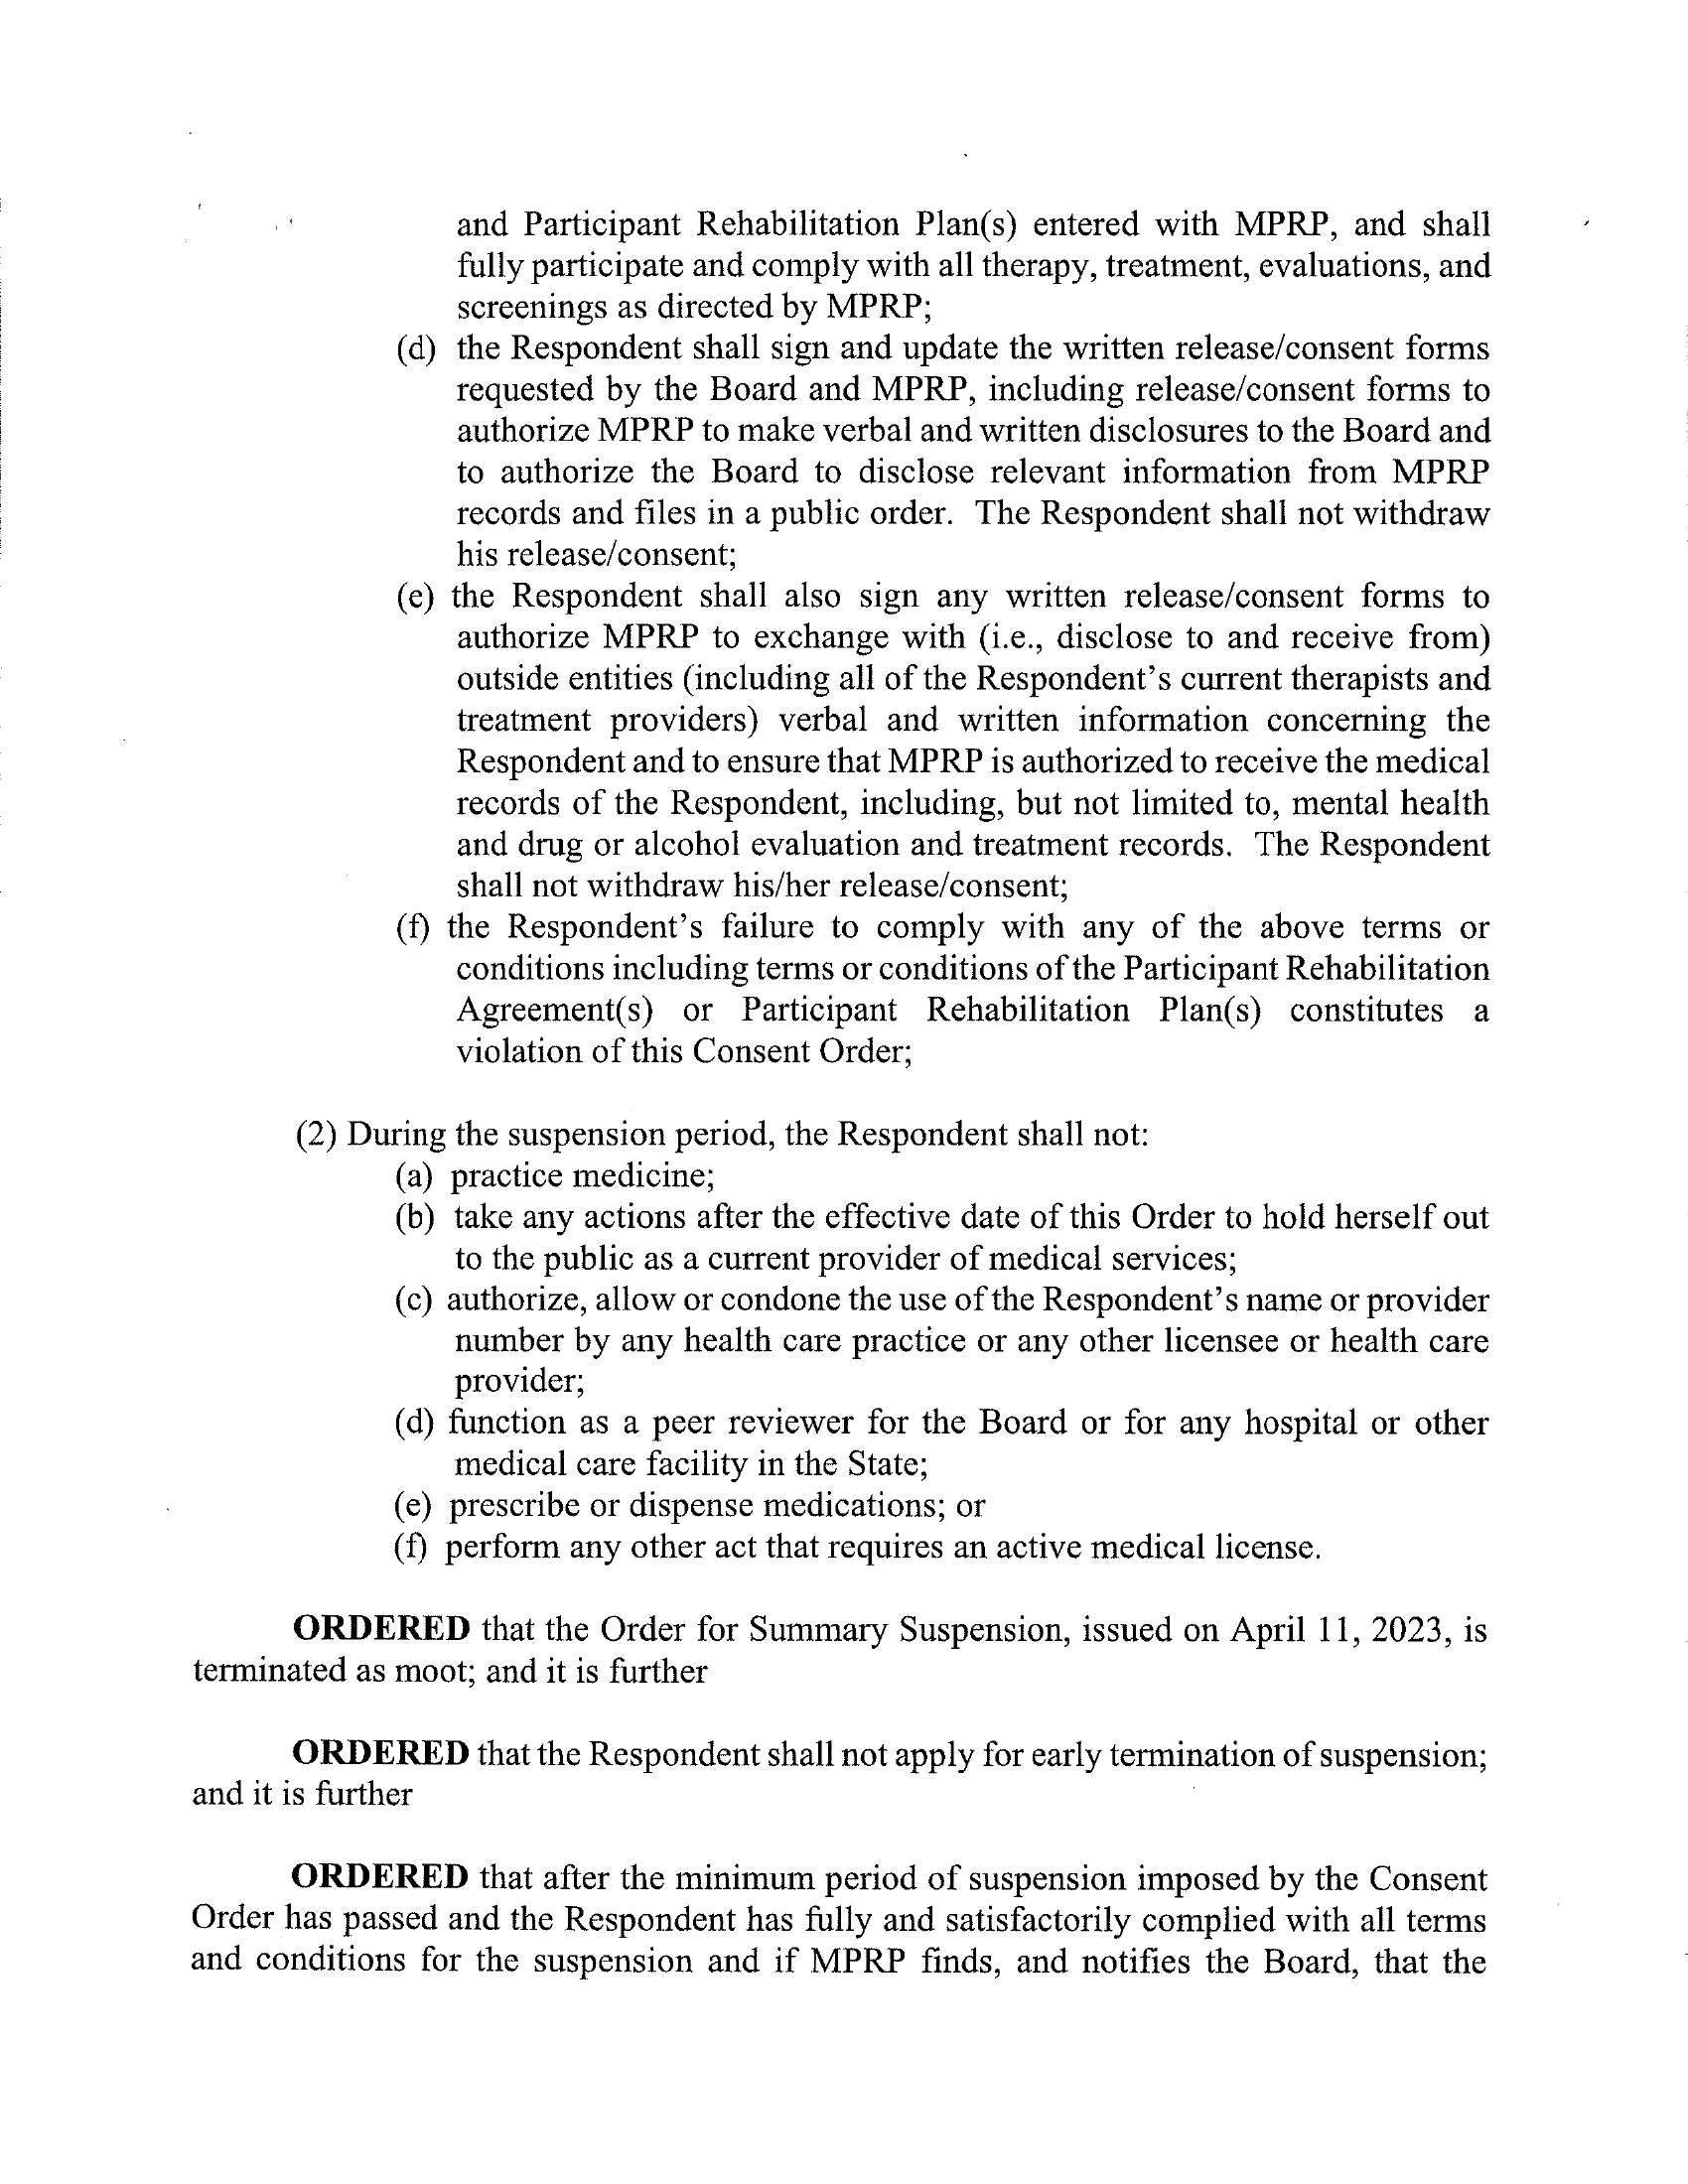 and Participant Rehabilitation Plan(s) entered with MPRP, and shall
fully participate and comply with all therapy, treatment, evaluations, and
screenings as directed by MPRP;
(d) the Respondent shall sign and update the written release/consent forms
requested by the Board and MPRP, including release/consent forms to
authorize MPRP to make verbal and written disclosures to the Board and
to authorize the Board to disclose relevant information from MPRP
records and files in a public order. The Respondent shall not withdraw
his release/consent;
(e) the Respondent shall also sign any written release/consent forms to
authorize MPRP to exchange with (i.e., disclose to and receive from)
outside entities (including all of the Respondent's current therapists and
treatment providers) verbal and written information concerning the
Respondent and to ensure that MPRP is authorized to receive the medical
records of the Respondent, including, but not limited to, mental health
and drug or alcohol evaluation and treatment records. The Respondent
shall not withdraw his/her release/consent;
(f) the Respondent's failure to comply with any of the above terms or
conditions including terms or conditions of the Participant Rehabilitation
Agreement(s) or Participant Rehabilitation Plan(s) constitutes a
violation of this Consent Order;
(2) During the suspension period, the Respondent shall not:
(a) practice medicine;
(b) take any actions after the effective date of this Order to hold herself out
to the public as a current provider of medical services;
(c) authorize, allow or condone the use of the Respondent's name or provider
number by any health care practice or any other licensee or health care
provider;
(d) function as a peer reviewer for the Board or for any hospital or other
medical care facility in the State;
(e) prescribe or dispense medications; or
(f) perform any other act that requires an active medical license.
ORDERED that the Order for Summary Suspension, issued on April 11, 2023, is
terminated as moot; and it is further
ORDERED that the Respondent shall not apply for early termination of suspension;
and it is further
ORDERED that after the minimum period of suspension imposed by the Consent
Order has passed and the Respondent has fully and satisfactorily complied with all terms
and conditions for the suspension and if MPRP finds, and notifies the Board, that the